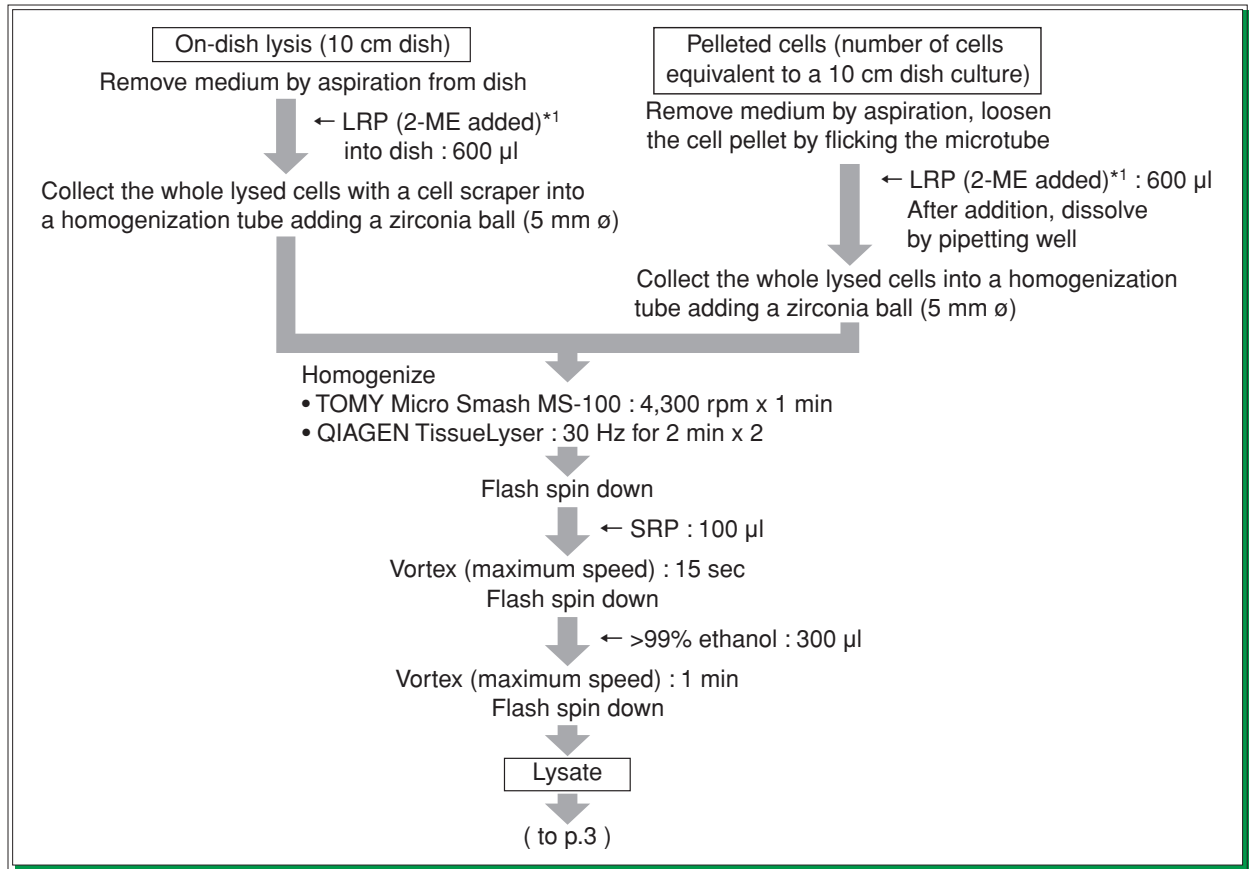 On-dish lysis (10 cm dish)
Remove medium by aspiration from dish
← LRP (2-ME added)*1
into dish : 600 µl
Collect the whole lysed cells with a cell scraper into
a homogenization tube adding a zirconia ball (5 mm ø)
Pelleted cells (number of cells
equivalent to a 10 cm dish culture)
Remove medium by aspiration, loosen
the cell pellet by flicking the microtube
← LRP (2-ME added)*1 : 600 µl
After addition, dissolve
by pipetting well
Collect the whole lysed cells into a homogenization
tube adding a zirconia ball (5 mm ø)
Homogenize
• TOMY Micro Smash MS-100 : 4,300 rpm x 1 min
• QIAGEN TissueLyser : 30 Hz for 2 min x 2
Flash spin down
← SRP : 100 µl
Vortex (maximum speed) : 15 sec
Flash spin down
← >99% ethanol : 300 µl
Vortex (maximum speed) : 1 min
Flash spin down
Lysate
( to p.3 )